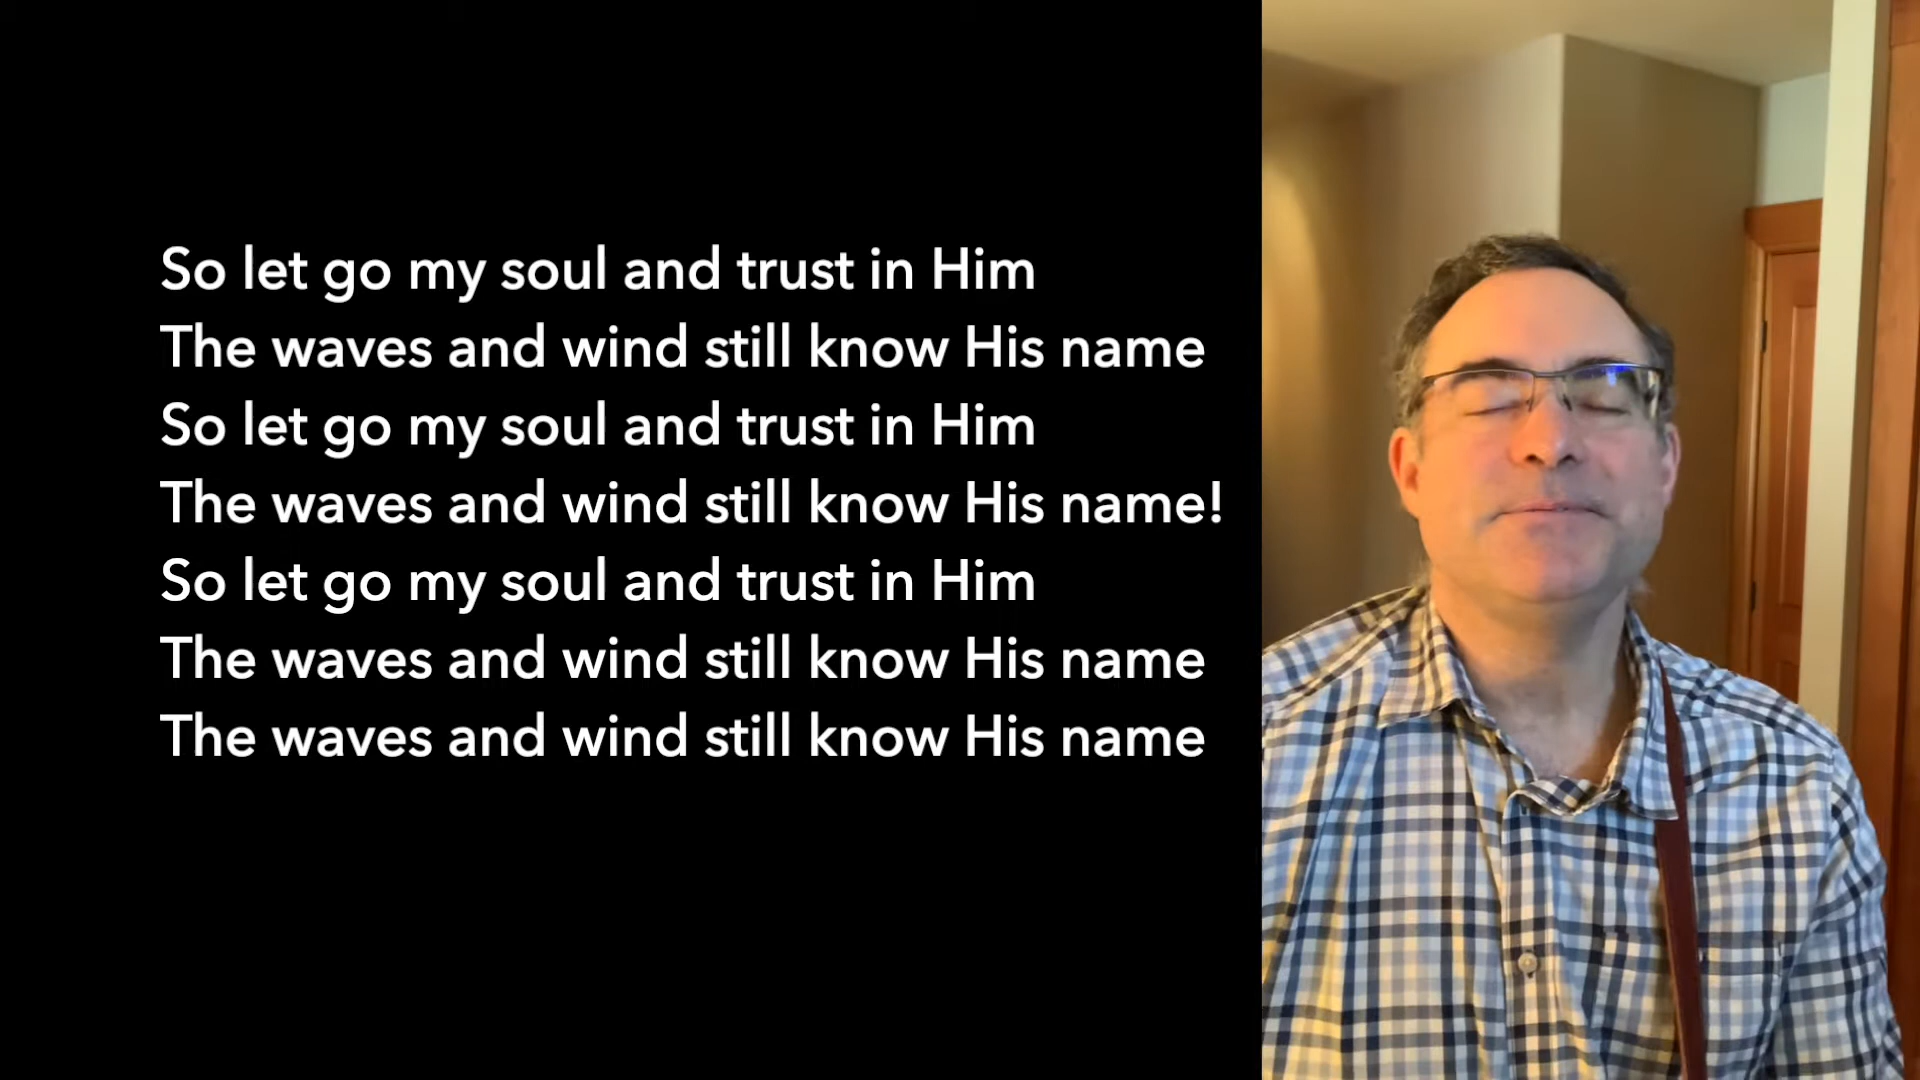 So let go my soul and trust in Him
The waves and wind still know His name
So let go my soul and trust in Him
The waves and wind still know His name!
So let go my soul and trust in Him
The waves and wind still know His name
The waves and wind still know His name